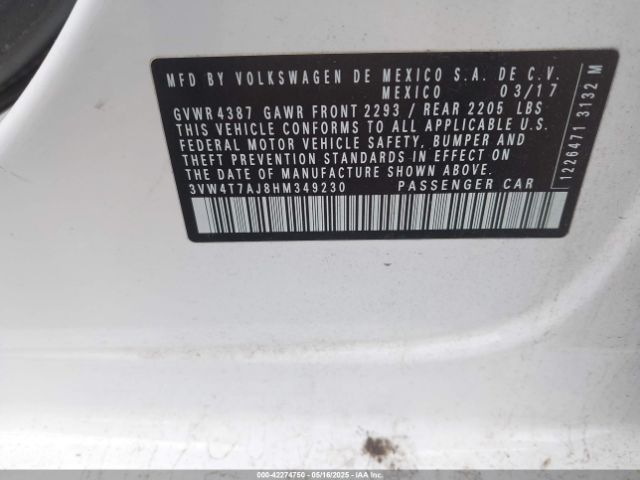 MFD BY VOLKSWAGEN DE MEXICO S.A. DE C.V.
MEXICO 03/17
GVWR 4387 GAWR FRONT 2293 / REAR 2205 LBS
THIS VEHICLE CONFORMS TO ALL APPLICABLE U.S.
FEDERAL MOTOR VEHICLE SAFETY, BUMPER AND
THEFT PREVENTION STANDARDS IN EFFECT ON THE
DATE OF MANUFACTURE SHOWN ABOVE.
3VW4T7AJ8HM349230 PASSENGER CAR
1226471 3132 M
000-42274750 - 05/16/2025 - IAA Inc.